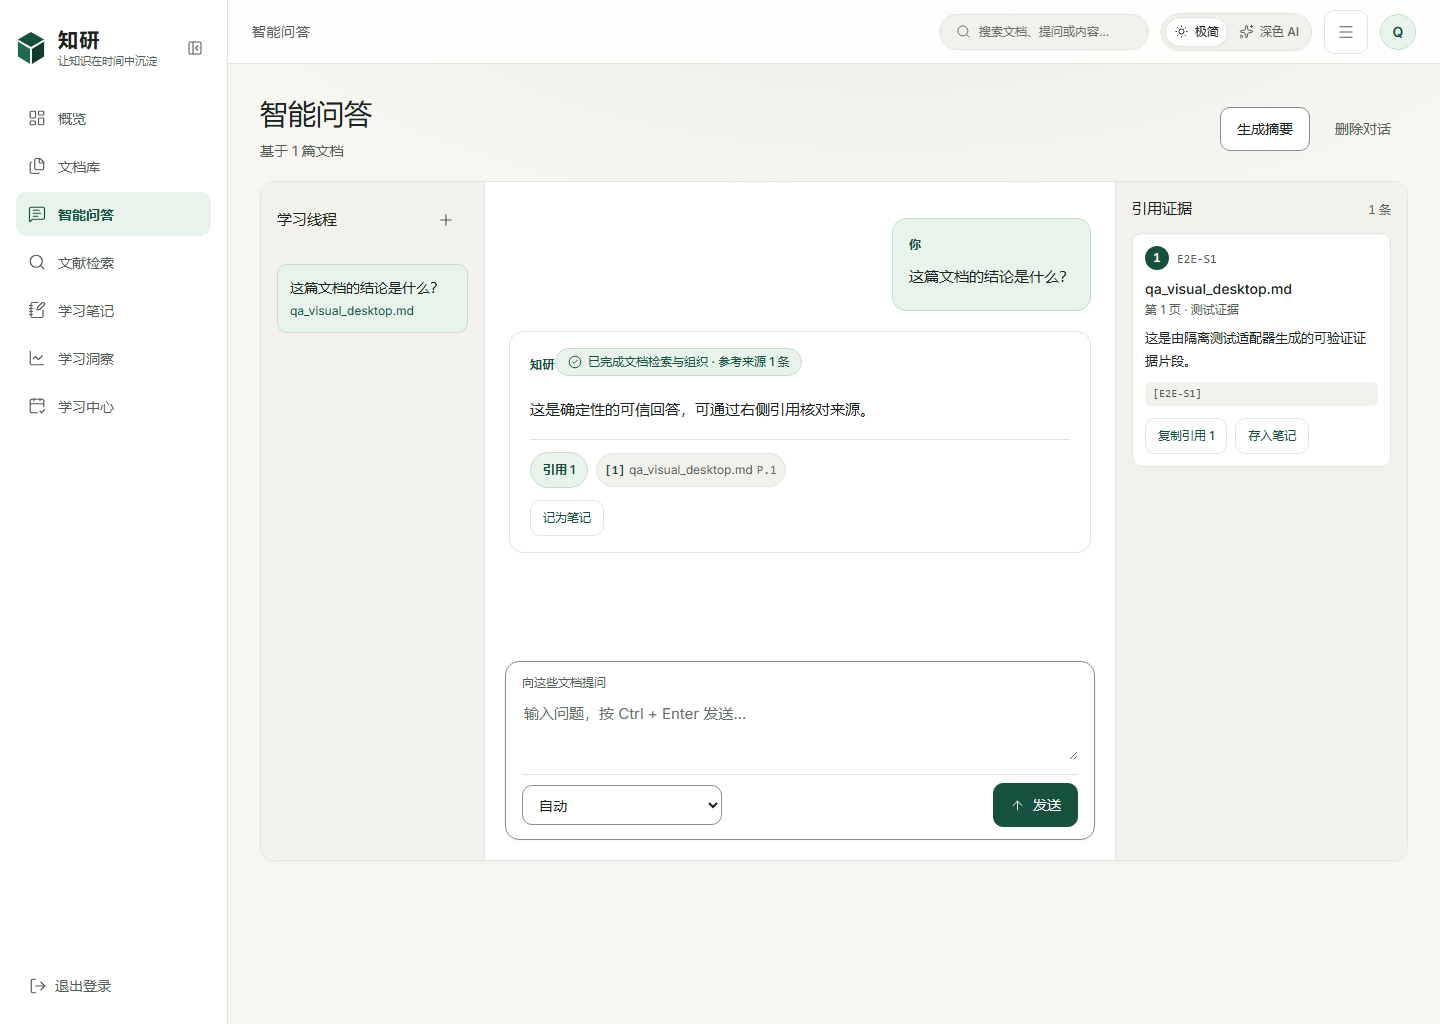 知研
让知识在时间中沉淀
概览
文档库
智能问答
文献检索
学习笔记
学习洞察
学习中心
退出登录
智能问答
搜索文档、提问或内容...
极简
深色 AI
Q
智能问答
基于 1 篇文档
生成摘要
删除对话
学习线程
这篇文档的结论是什么？
qa_visual_desktop.md
你
这篇文档的结论是什么？
知研
已完成文档检索与组织 · 参考来源 1 条
这是确定性的可信回答，可通过右侧引用核对来源。
引用 1
[1] qa_visual_desktop.md P.1
记为笔记
向这些文档提问
输入问题，按 Ctrl + Enter 发送...
自动
发送
引用证据
1 条
1 E2E-S1
qa_visual_desktop.md
第 1 页 · 测试证据
这是由隔离测试适配器生成的可验证证
据片段。
[E2E-S1]
复制引用 1
存入笔记